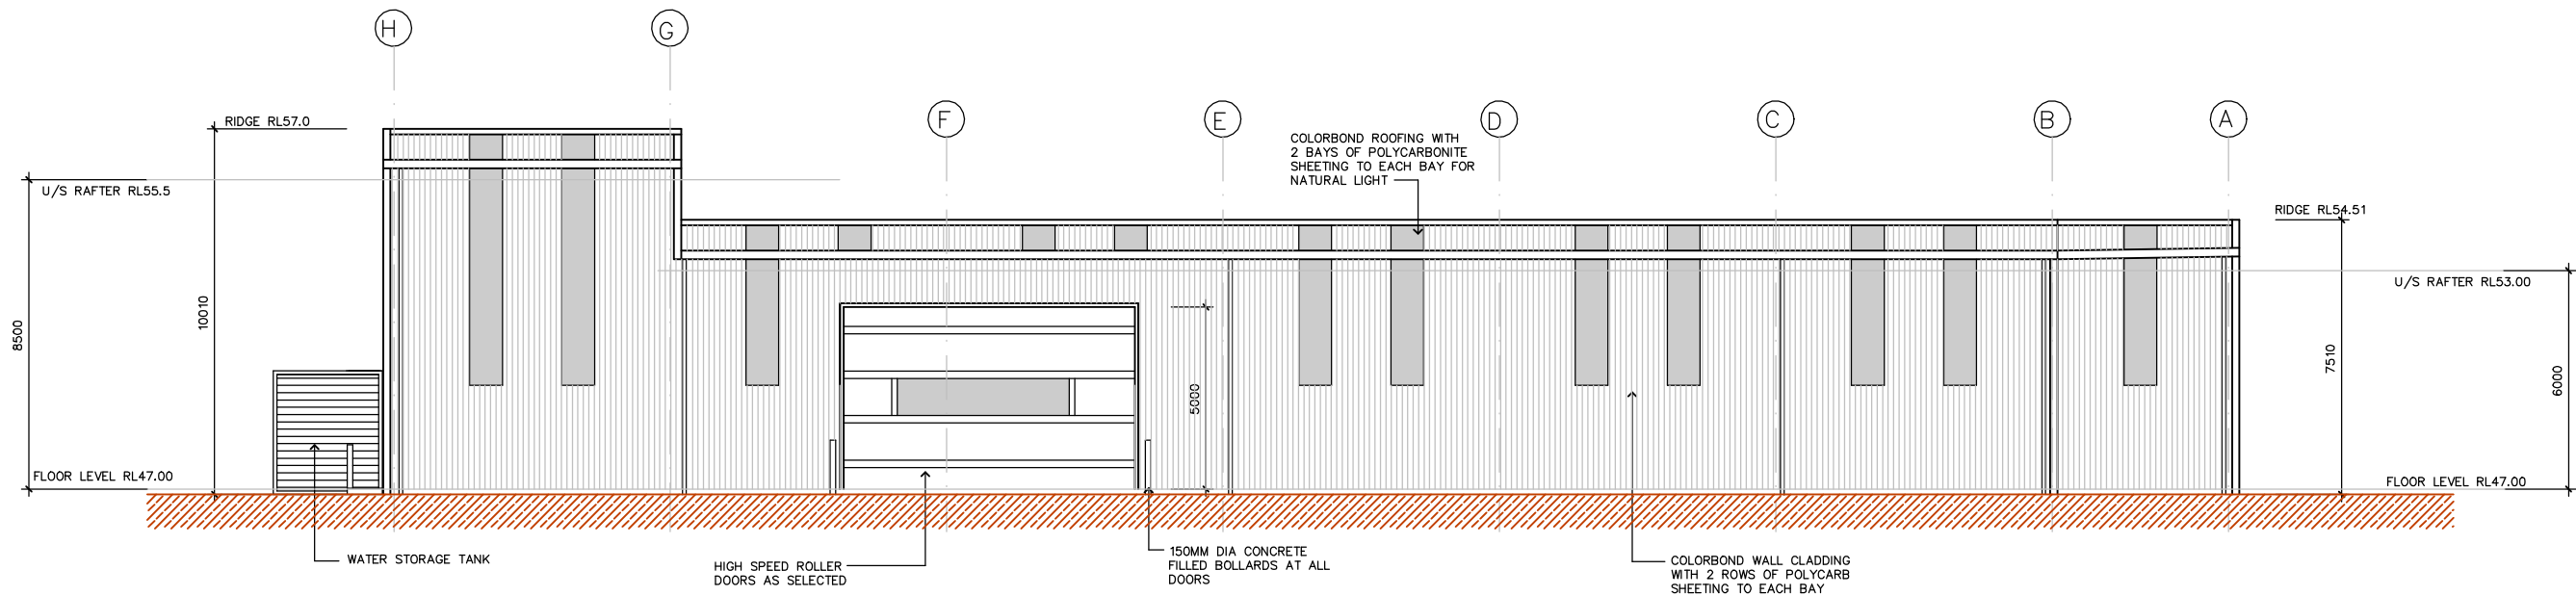 H
G
F
E
D
C
B
A
RIDGE RL57.0
U/S RAFTER RL55.5
COLORBOND ROOFING WITH
2 BAYS OF POLYCARBONITE
SHEETING TO EACH BAY FOR
NATURAL LIGHT
RIDGE RL54.51
U/S RAFTER RL53.00
8500
10010
5000
7510
6000
FLOOR LEVEL RL47.00
FLOOR LEVEL RL47.00
WATER STORAGE TANK
HIGH SPEED ROLLER
DOORS AS SELECTED
150MM DIA CONCRETE
FILLED BOLLARDS AT ALL
DOORS
COLORBOND WALL CLADDING
WITH 2 ROWS OF POLYCARB
SHEETING TO EACH BAY